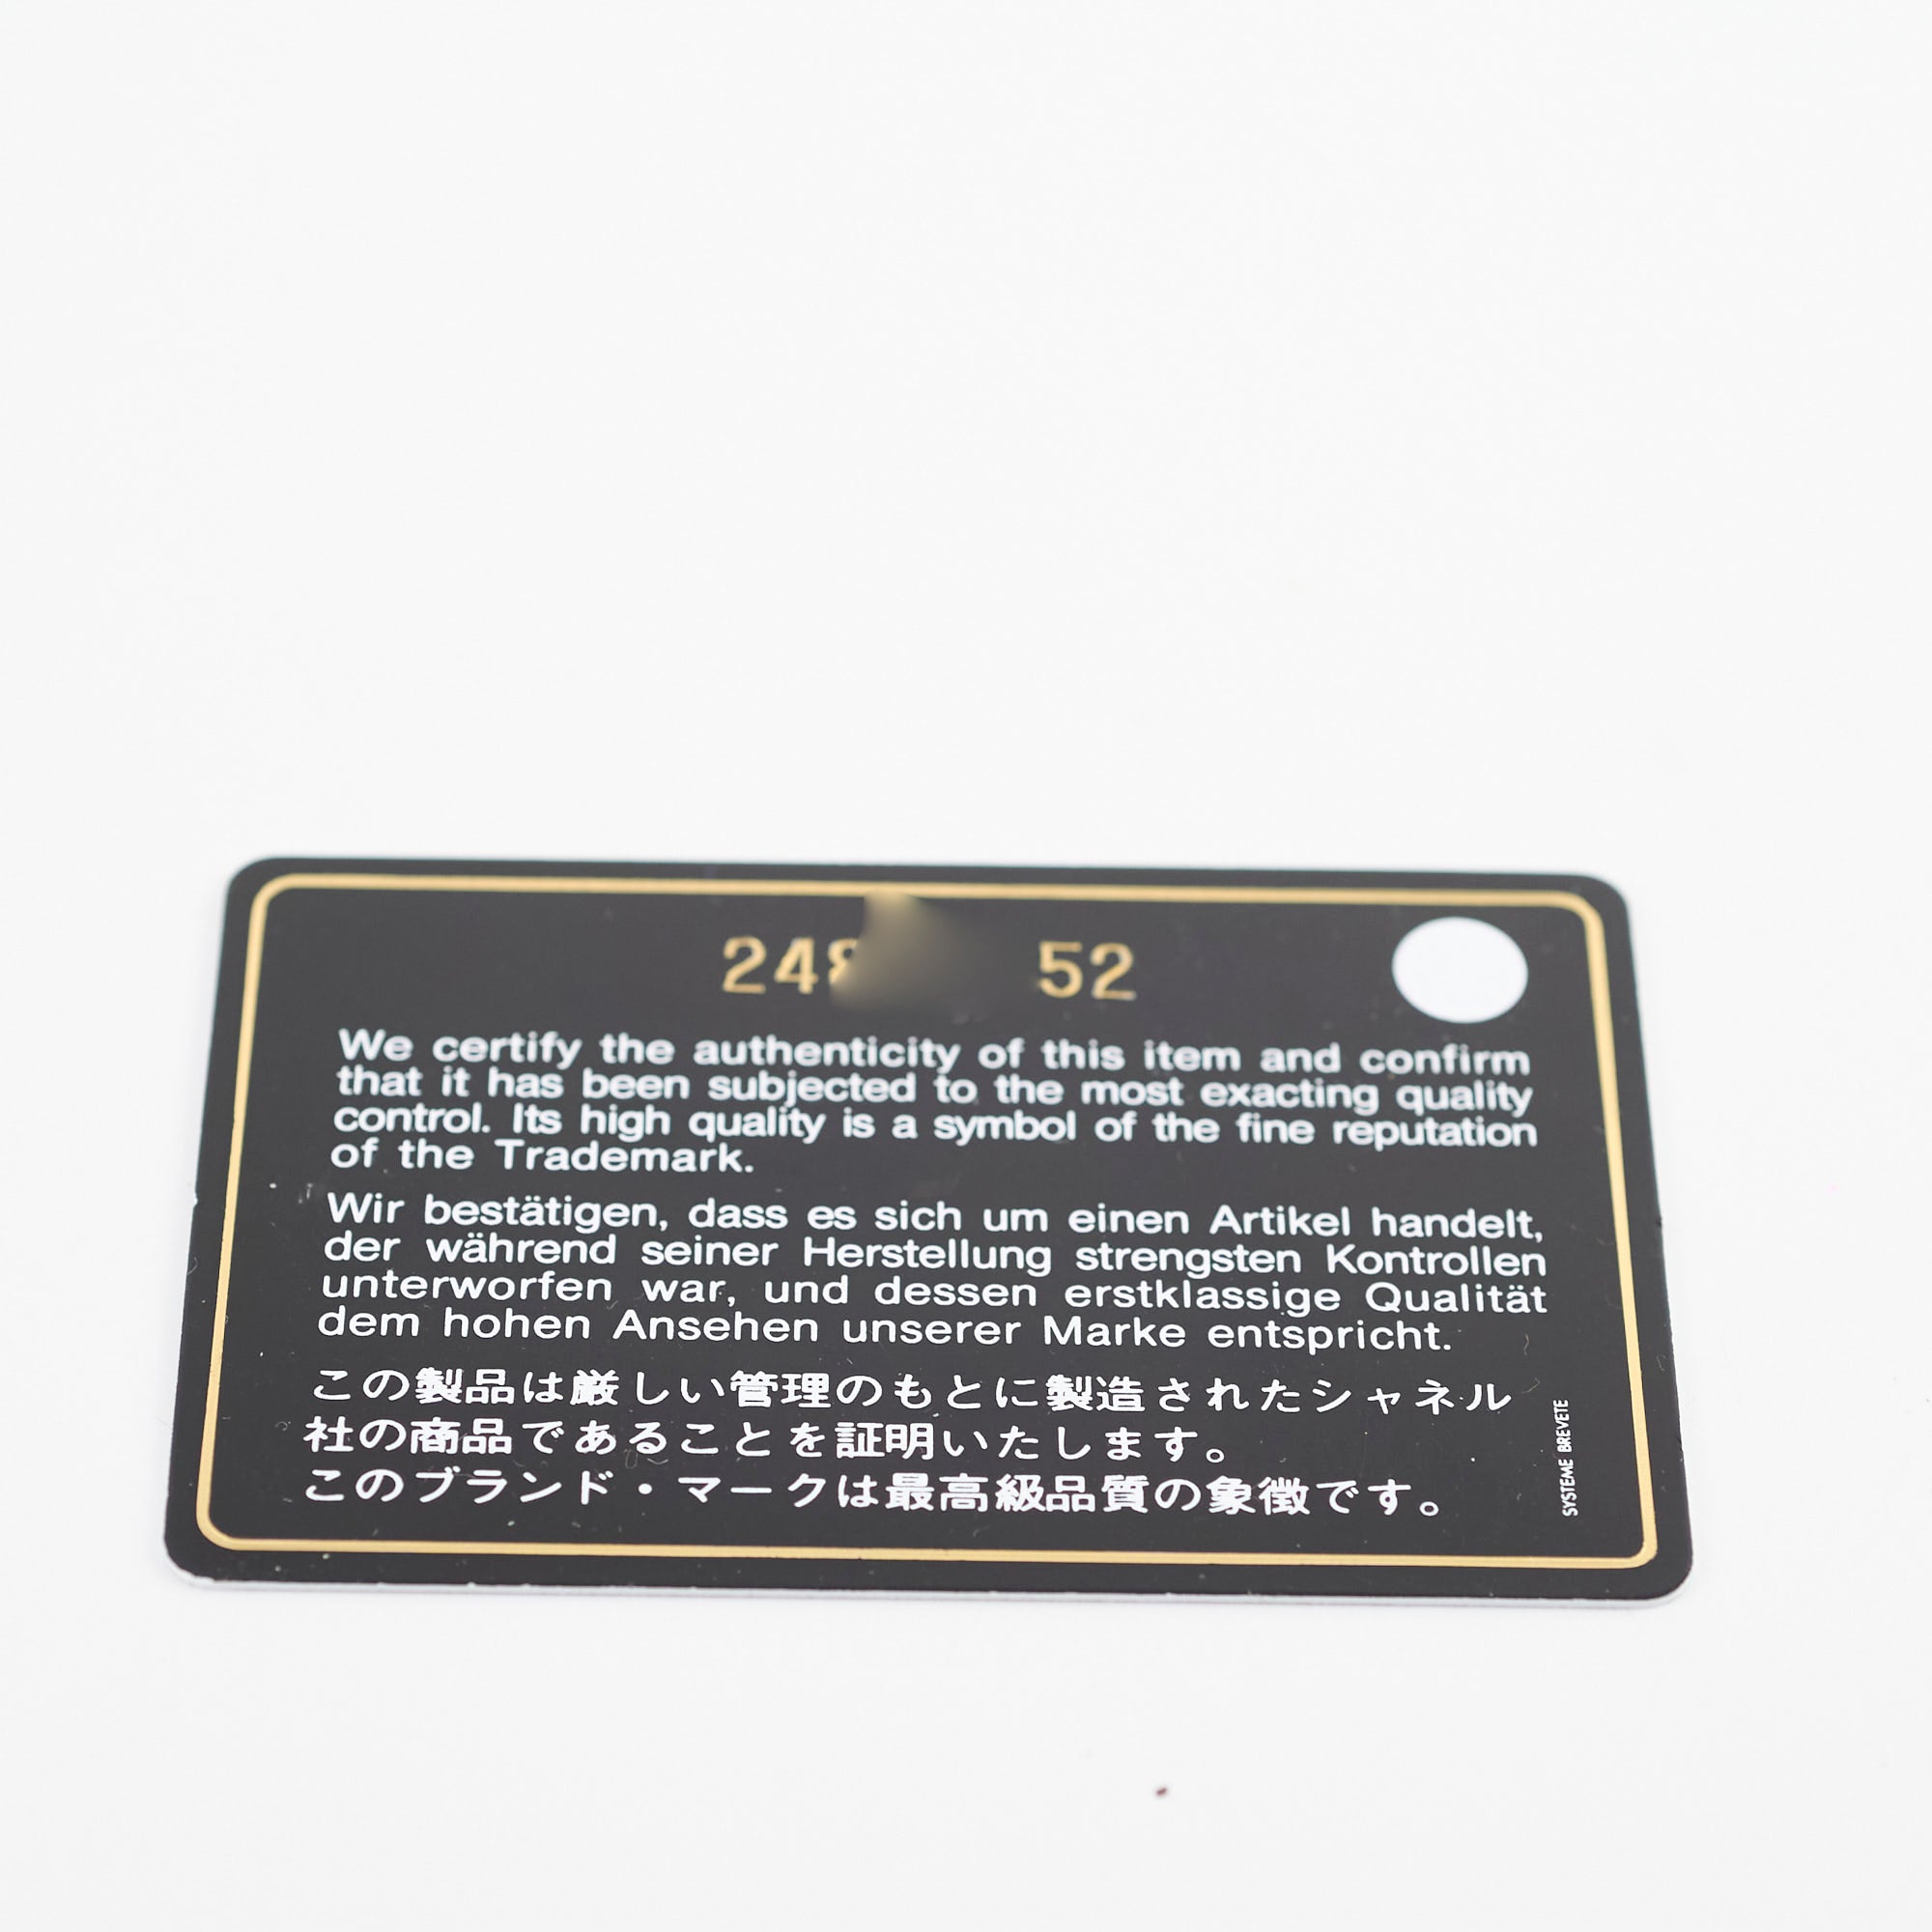 248 52
We certify the authenticity of this item and confirm
that it has been subjected to the most exacting quality
control. Its high quality is a symbol of the fine reputation
of the Trademark.
Wir bestätigen, dass es sich um einen Artikel handelt,
der während seiner Herstellung strengsten Kontrollen
unterworfen war, und dessen erstklassige Qualität
dem hohen Ansehen unserer Marke entspricht.
この製品は厳しい管理のもとに製造されたシャネル
社の商品であることを証明いたします。
このブランド・マークは最高級品質の象徴です。
SYSTEME BREVETE